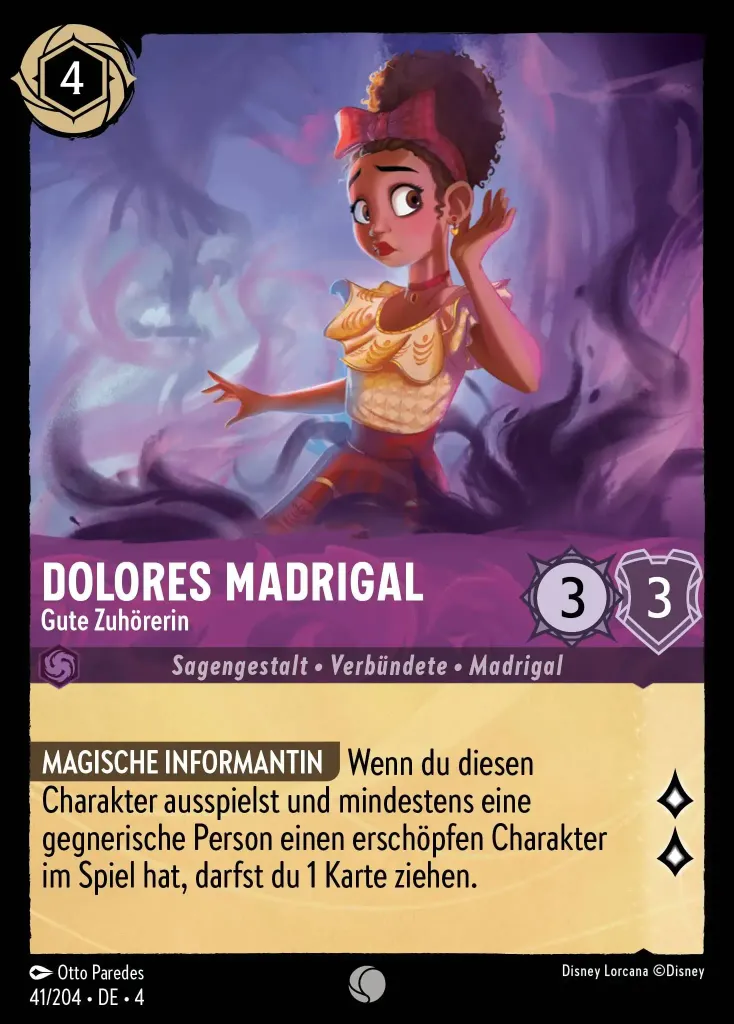 4
DOLORES MADRIGAL
Gute Zuhörerin
3
3
Sagengestalt • Verbündete • Madrigal
MAGISCHE INFORMANTIN Wenn du diesen
Charakter ausspielst und mindestens eine
gegnerische Person einen erschöpfen Charakter
im Spiel hat, darfst du 1 Karte ziehen.
Otto Paredes
Disney Lorcana ©Disney
41/204 • DE • 4